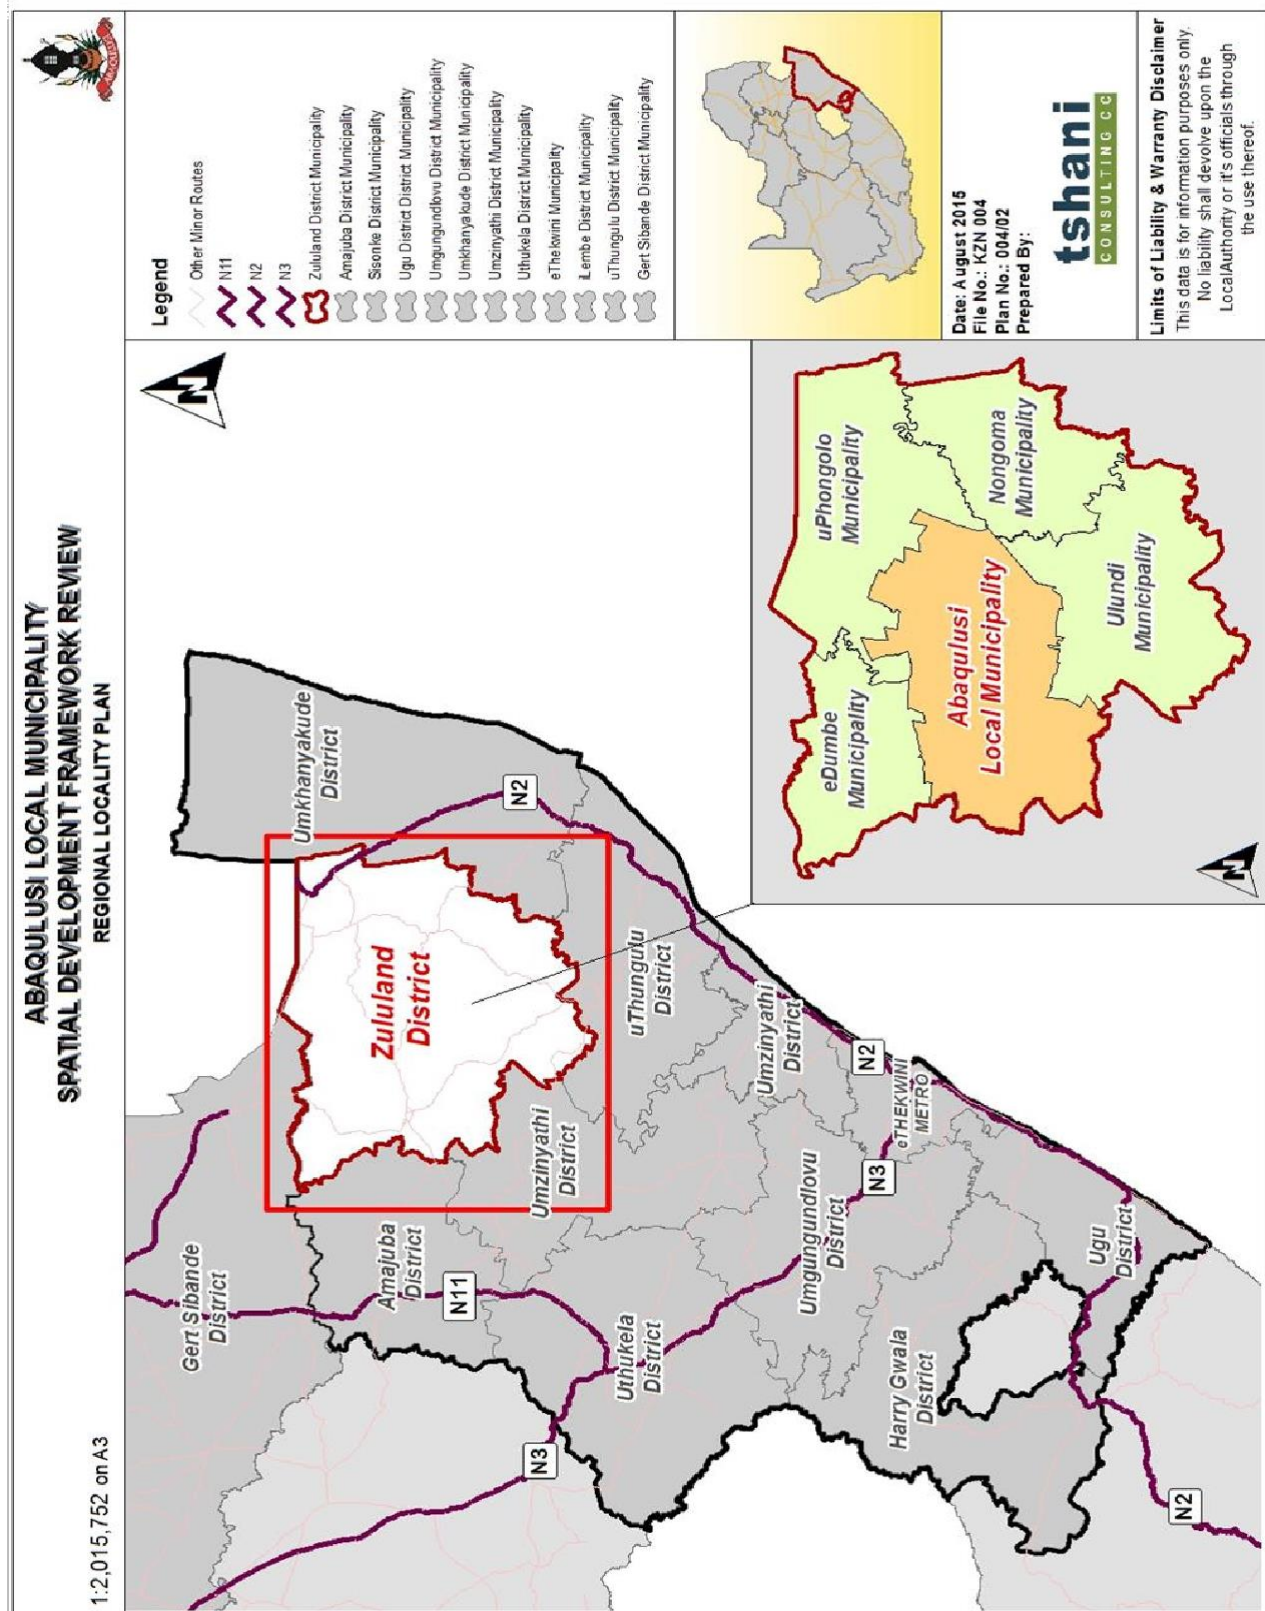 ABAQULUSI LOCAL MUNICIPALITY
SPATIAL DEVELOPMENT FRAMEWORK REVIEW
REGIONAL LOCALITY PLAN
1:2,015,752 on A3
Gert Sibande
District
Amajuba
District
N11
N3
Uthukela
District
Umzinyathi
District
Zululand
District
Umkhanyakude
District
N2
uThungulu
District
Umzinyathi
District
N2
eTHEKWINI
METRO
N3
Umgungundlovu
District
Harry Gwala
District
Ugu
District
N2
N
eDumbe
Municipality
uPhongolo
Municipality
Abaqulusi
Local Municipality
Nongoma
Municipality
Ulundi
Municipality
N
Legend
Other Minor Routes
N11
N2
N3
Zululand District Municipality
Amajuba District Municipality
Sisonke District Municipality
Ugu District District Municipality
Umgungundlovu District Municipality
Umkhanyakude District Municipality
Umzinyathi District Municipality
Uthukela District Municipality
eThekwini Municipality
iLembe District Municipality
uThungulu District Municipality
Gert Sibande District Municipality
Date: August 2015
File No.: KZN 004
Plan No.: 004/02
Prepared By:
tshani
CONSULTING CC
Limits of Liability & Warranty Disclaimer
This data is for information purposes only.
No liability shall devolve upon the
LocalAuthority or it's officials through
the use thereof.